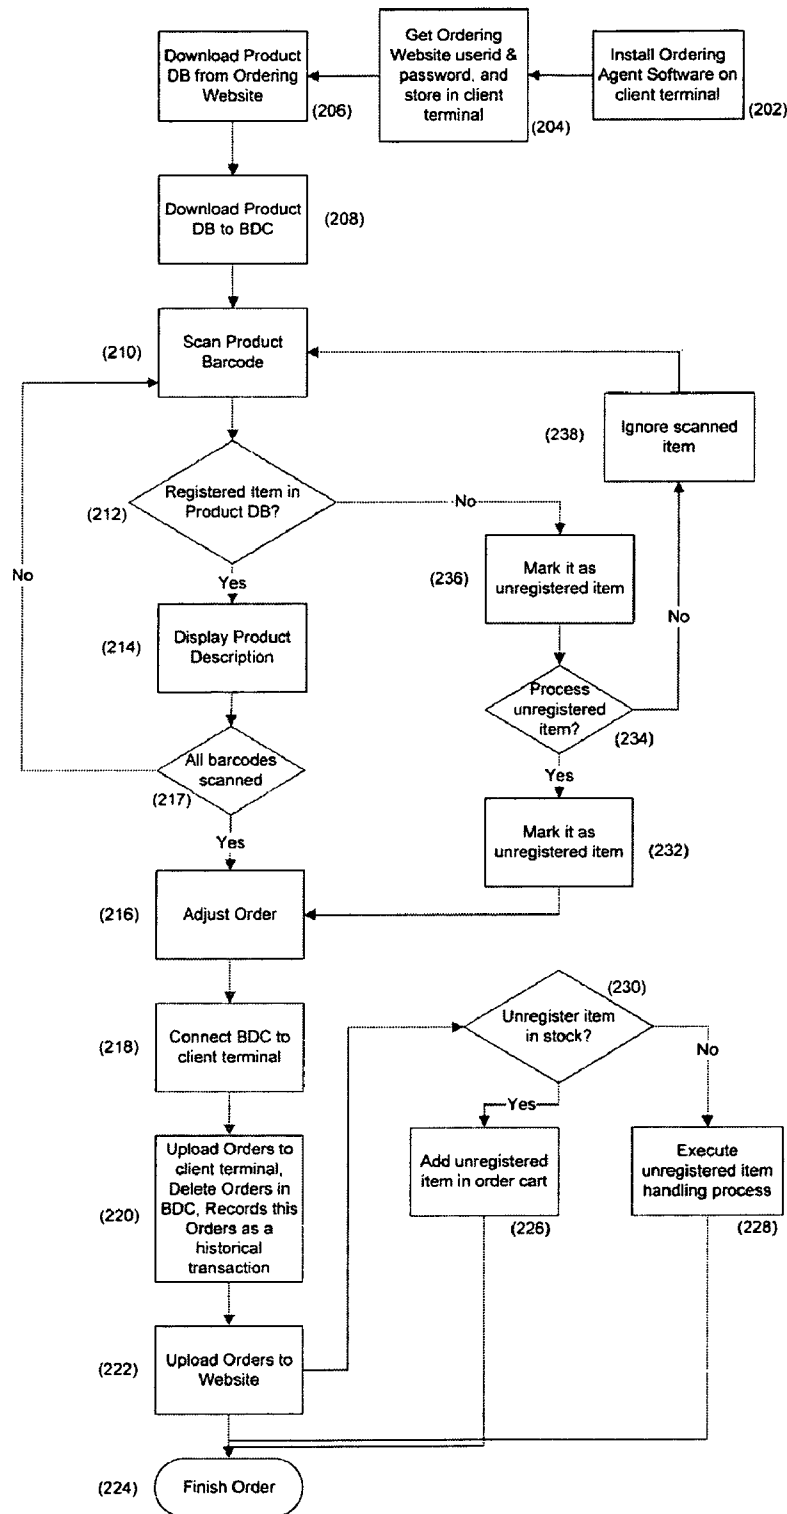 Download Product
DB from Ordering
Website
(206)
Get Ordering
Website userid &
password, and
store in client
terminal
(204)
Install Ordering
Agent Software on
client terminal
(202)
Download Product
DB to BDC
(208)
(210)
Scan Product
Barcode
(238)
Ignore scanned
item
(212)
Registered Item in
Product DB?
No
Yes
No
(236)
Mark it as
unregistered item
No
(214)
Display Product
Description
Process
unregistered
item?
(234)
Yes
All barcodes
scanned
(217)
Yes
Mark it as
unregistered item
(232)
(216)
Adjust Order
(218)
Connect BDC to
client terminal
(230)
Unregister item
in stock?
No
Yes
(220)
Upload Orders to
client terminal,
Delete Orders in
BDC, Records this
Orders as a
historical
transaction
Add unregistered
item in order cart
(226)
Execute
unregistered item
handling process
(228)
(222)
Upload Orders to
Website
(224)
Finish Order